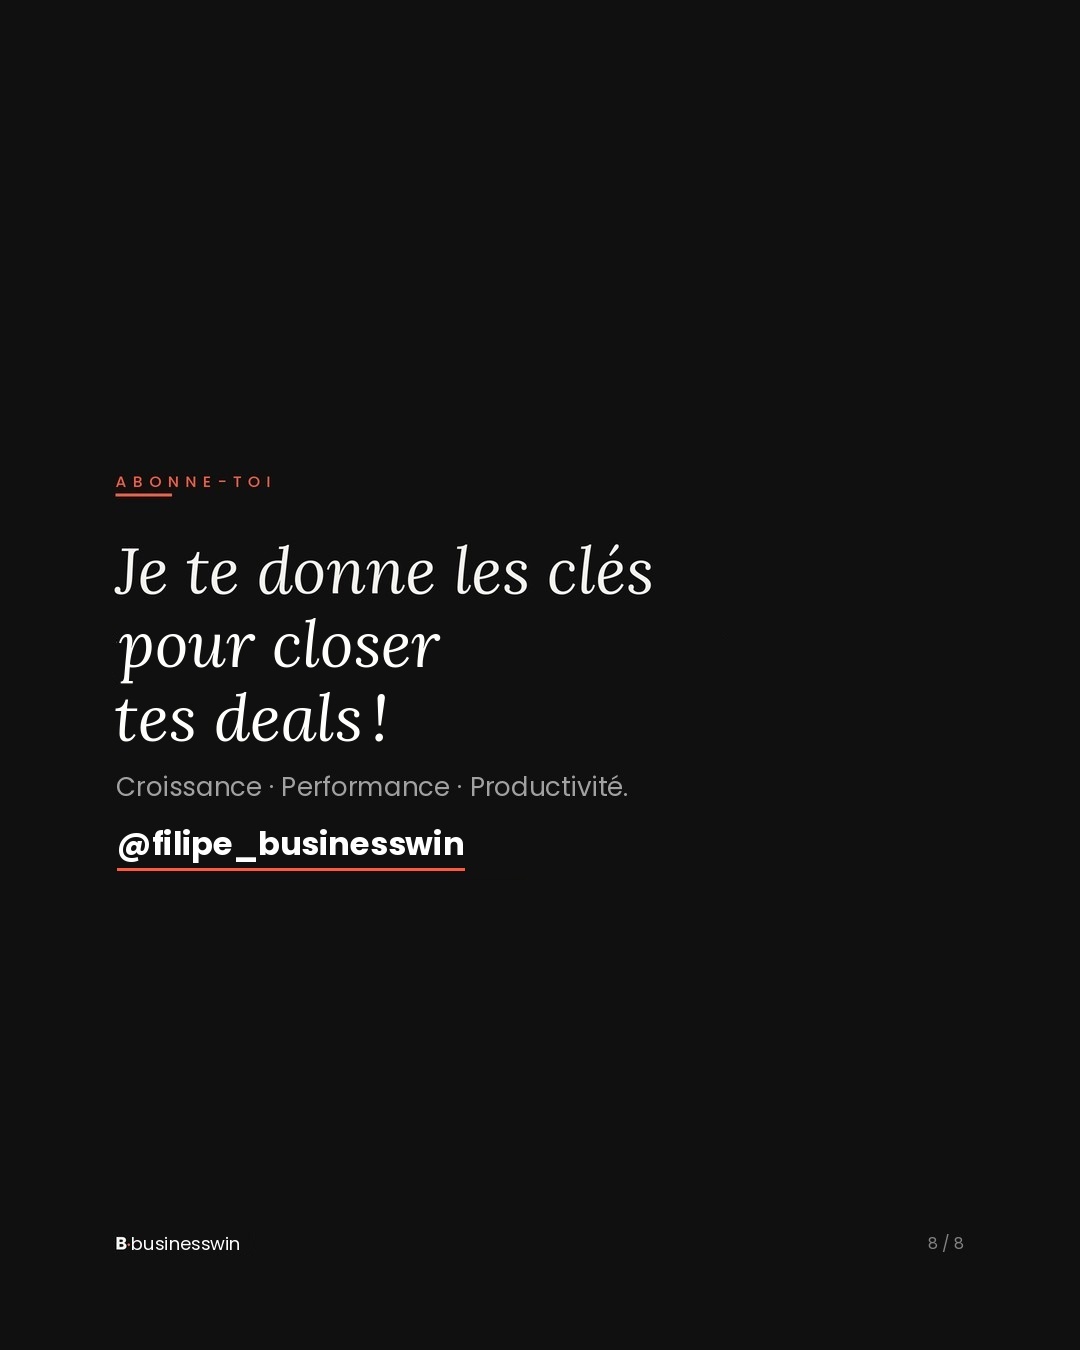 ABONNE-TOI
Je te donne les clés
pour closer
tes deals !
Croissance · Performance · Productivité.
@filipe_businesswin
B·businesswin
8 / 8